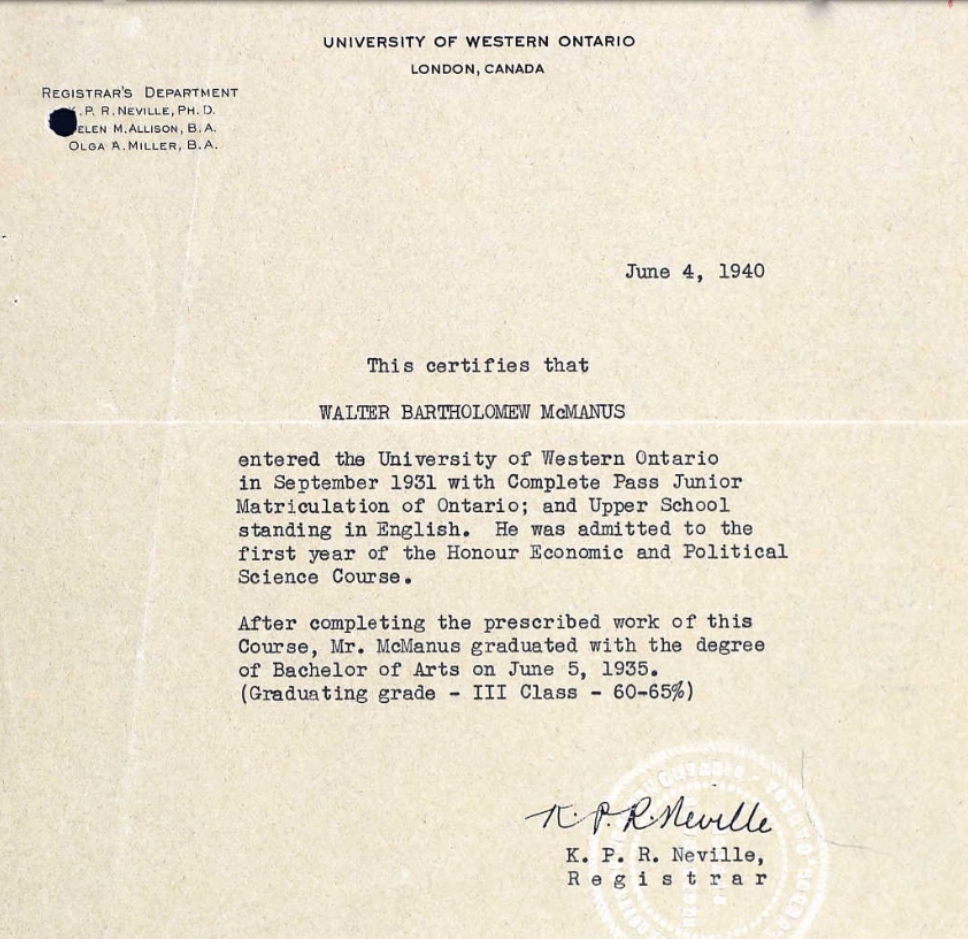 UNIVERSITY OF WESTERN ONTARIO
LONDON, CANADA
REGISTRAR'S DEPARTMENT
K. P. R. NEVILLE, PH. D.
ELEN M. ALLISON, B. A.
OLGA A. MILLER, B. A.
June 4, 1940
This certifies that
WALTER BARTHOLOMEW McMANUS
entered the University of Western Ontario
in September 1931 with Complete Pass Junior
Matriculation of Ontario; and Upper School
standing in English. He was admitted to the
first year of the Honour Economic and Political
Science Course.
After completing the prescribed work of this
Course, Mr. McManus graduated with the degree
of Bachelor of Arts on June 5, 1935.
(Graduating grade - III Class - 60-65%)
K. P. R. Neville
K. P. R. Neville,
Registrar